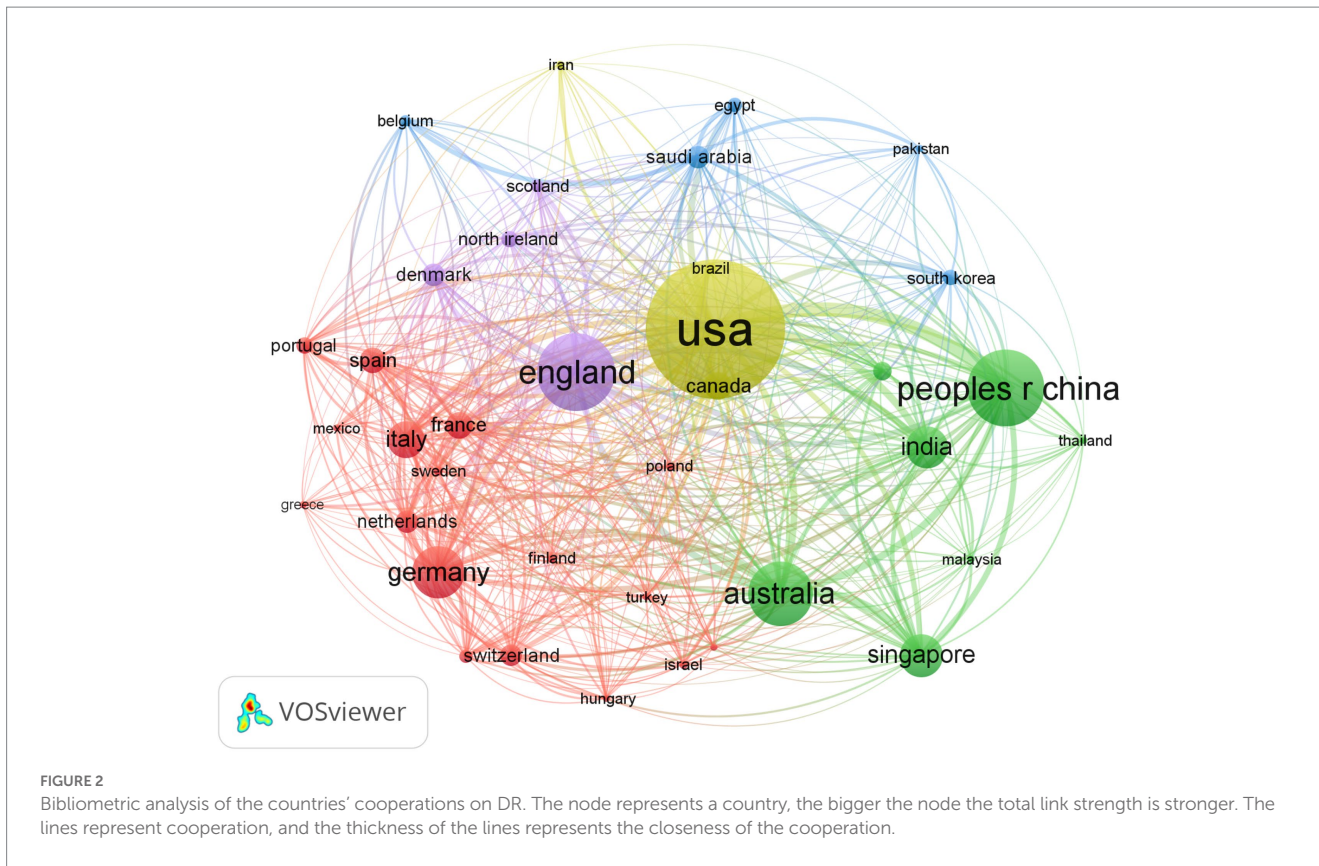 iran
egypt
belgium
pakistan
saudi arabia
scotland
north ireland
brazil
denmark
south korea
usa
portugal
spain
england
canada
peoples r china
mexico
france
italy
india
thailand
poland
sweden
greece
netherlands
finland
malaysia
germany
australia
turkey
switzerland
israel
singapore
hungary
VOSviewer
FIGURE 2
Bibliometric analysis of the countries' cooperations on DR. The node represents a country, the bigger the node the total link strength is stronger. The
lines represent cooperation, and the thickness of the lines represents the closeness of the cooperation.